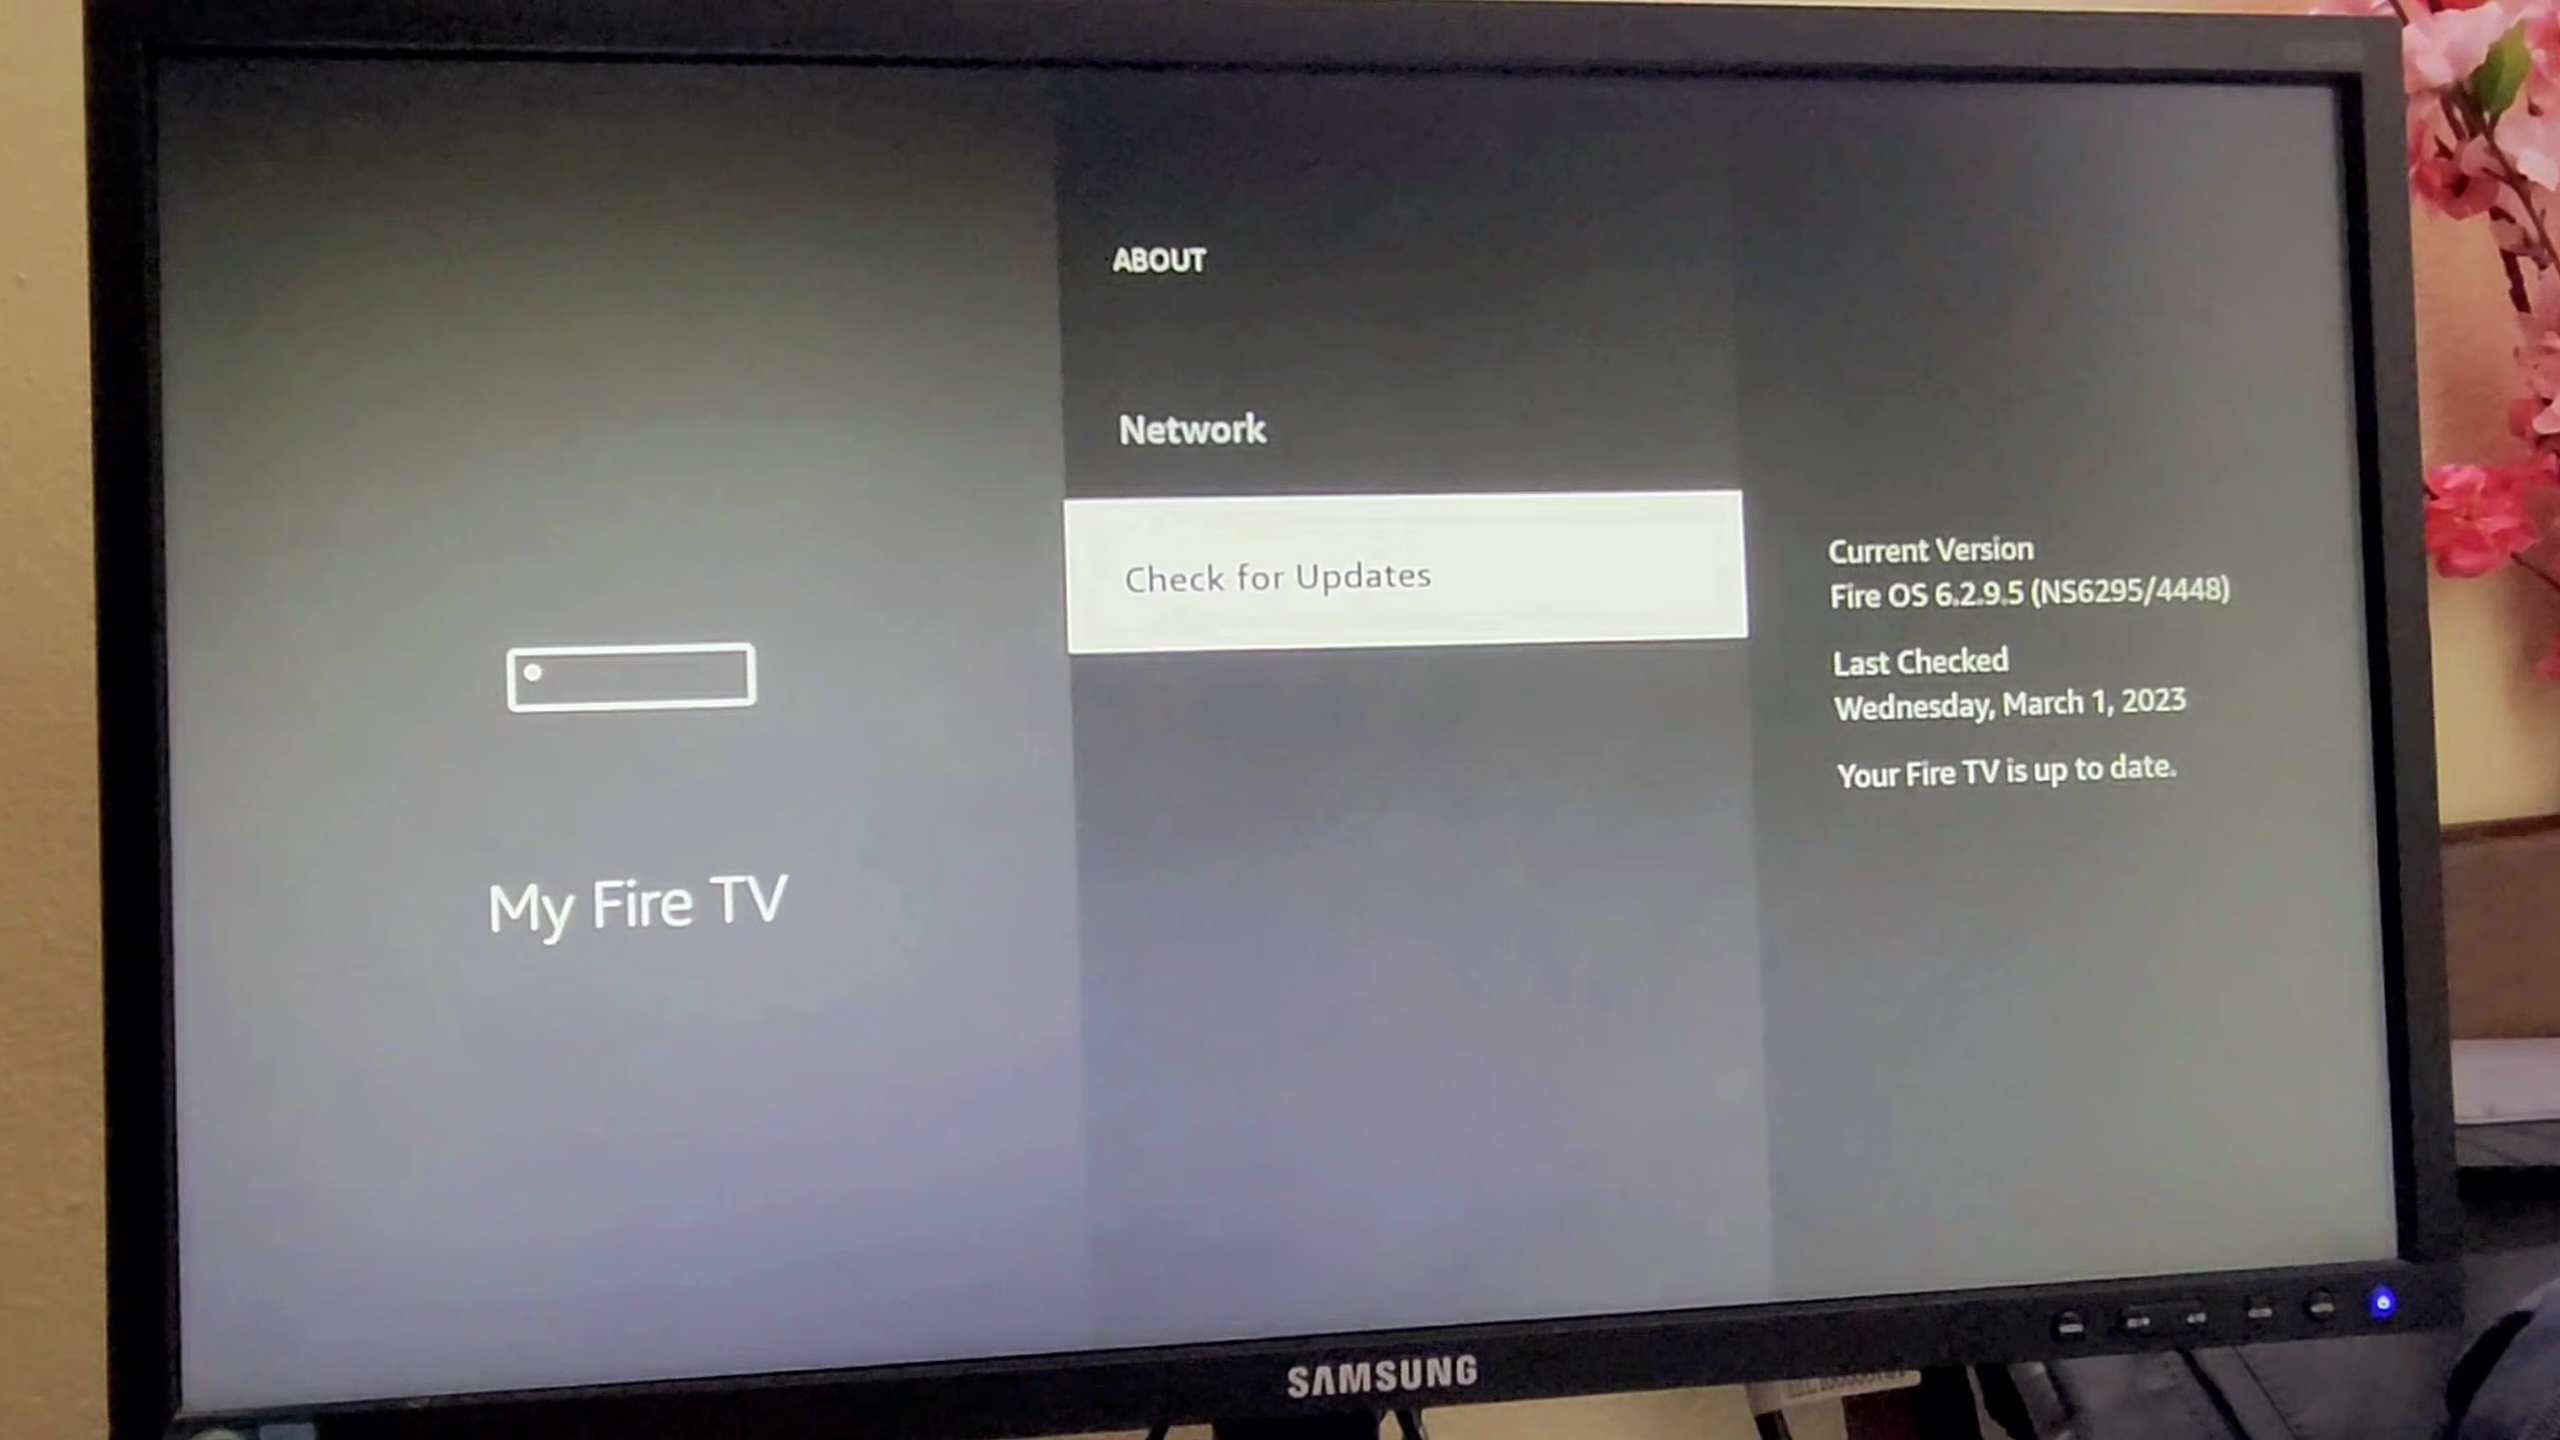 ABOUT
Network
Check for Updates
My Fire TV
Current Version
Fire OS 6.2.9.5 (NS6295/4448)
Last Checked
Wednesday, March 1, 2023
Your Fire TV is up to date.
SAMSUNG